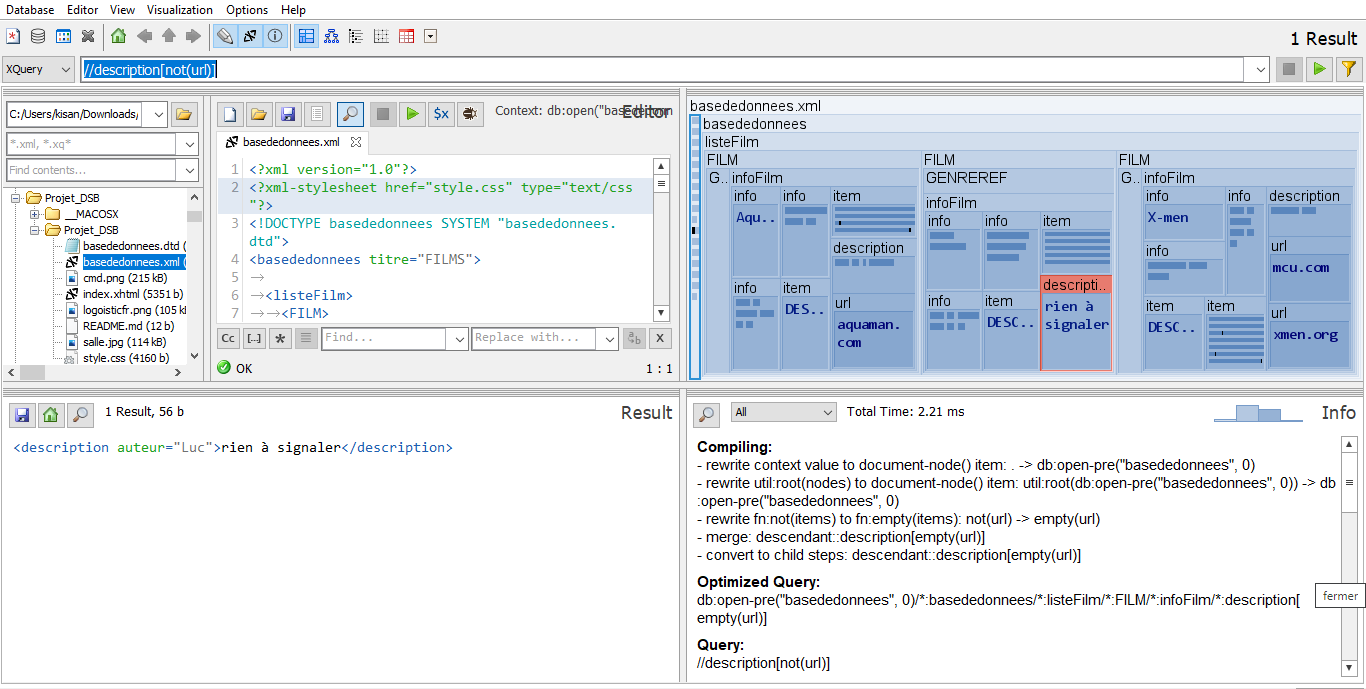 Database Editor View Visualization Options Help
1 Result
XQuery //description[not(url)]
C:/Users/kisan/Downloads/
*.xml, *.xq*
Find contents...
Projet_DSB
__MACOSX
Projet_DSB
basededonnees.dtd (
basededonnees.xml (
cmd.png (215 kB)
index.xhtml (5351 b)
logoisticfr.png (105 kB
README.md (12 b)
salle.jpg (114 kB)
style.css (4160 b)
$x Context: db:open("basededonn Editor
basededonnees.xml
1 <?xml version="1.0"?>
2 <?xml-stylesheet href="style.css" type="text/css
"?>
3 <!DOCTYPE basededonnees SYSTEM "basededonnees.
dtd">
4 <basededonnees titre="FILMS">
5
6 <listeFilm>
7 <FILM>
Cc [..] * Find... Replace with... X
OK 1 : 1
basededonnees.xml
basededonnees
listeFilm
FILM FILM FILM
G.. infoFilm
info info item
Aqu..
description
info item url
DES.. aquaman.
com
GENREREF
infoFilm
info info item
info item descripti..
DESC.. rien à
signaler
G.. infoFilm
info info description
X-men
info url
mcu.com
item item url
DESC.. xmen.org
1 Result, 56 b Result
<description auteur="Luc">rien à signaler</description>
All Total Time: 2.21 ms Info
Compiling:
- rewrite context value to document-node() item: . -> db:open-pre("basededonnees", 0)
- rewrite util:root(nodes) to document-node() item: util:root(db:open-pre("basededonnees", 0)) -> db
:open-pre("basededonnees", 0)
- rewrite fn:not(items) to fn:empty(items): not(url) -> empty(url)
- merge: descendant::description[empty(url)]
- convert to child steps: descendant::description[empty(url)]
Optimized Query:
db:open-pre("basededonnees", 0)/*:basededonnees/*:listeFilm/*:FILM/*:infoFilm/*:description[
empty(url)]
fermer
Query:
//description[not(url)]